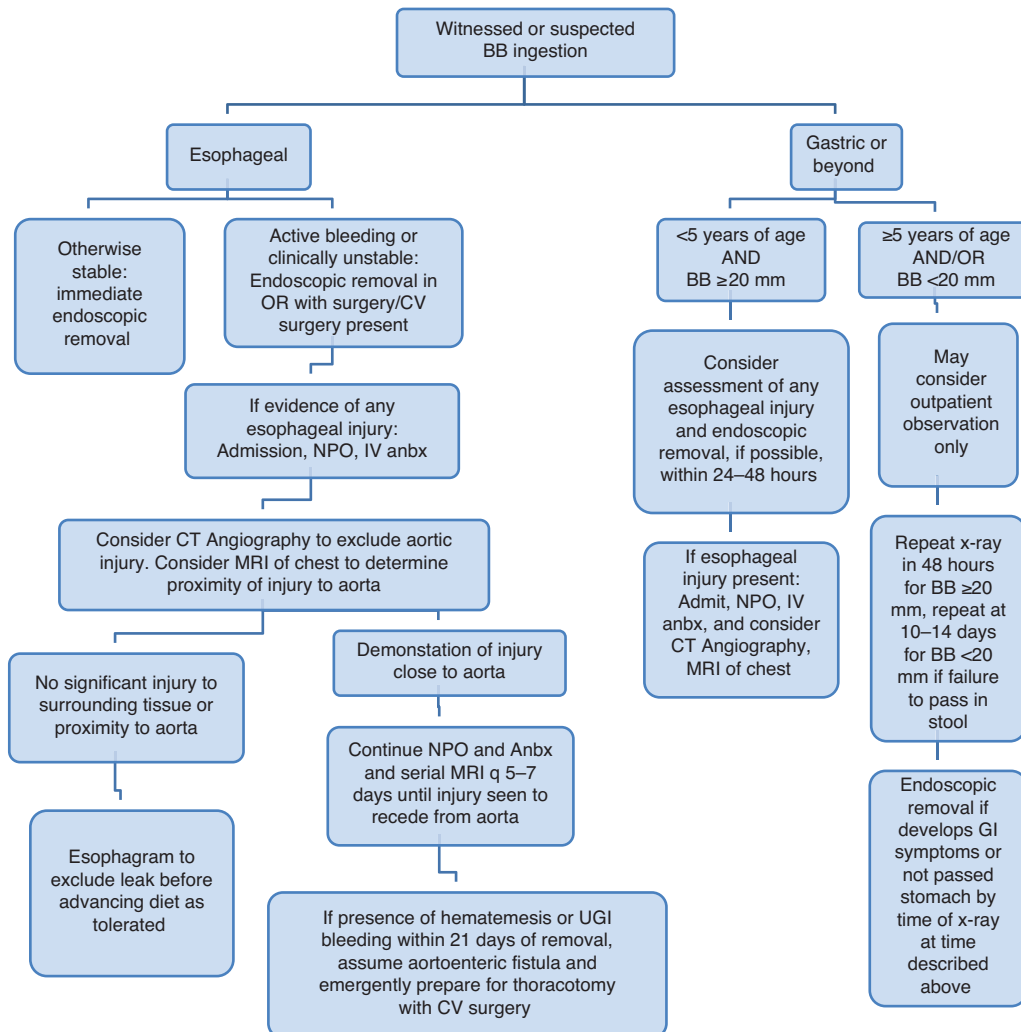 Witnessed or suspected
BB ingestion
Esophageal
Gastric or
beyond
Otherwise
stable:
immediate
endoscopic
removal
Active bleeding or
clinically unstable:
Endoscopic removal in
OR with surgery/CV
surgery present
<5 years of age
AND
BB ≥20 mm
≥5 years of age
AND/OR
BB <20 mm
If evidence of any
esophageal injury:
Admission, NPO, IV anbx
Consider
assessment of any
esophageal injury
and endoscopic
removal, if possible,
within 24–48 hours
May
consider
outpatient
observation
only
Consider CT Angiography to exclude aortic
injury. Consider MRI of chest to determine
proximity of injury to aorta
If esophageal
injury present:
Admit, NPO, IV
anbx, and consider
CT Angiography,
MRI of chest
Repeat x-ray
in 48 hours
for BB ≥20
mm, repeat at
10–14 days
for BB <20
mm if failure
to pass in
stool
No significant injury to
surrounding tissue or
proximity to aorta
Demonstation of injury
close to aorta
Continue NPO and Anbx
and serial MRI q 5–7
days until injury seen to
recede from aorta
Esophagram to
exclude leak before
advancing diet as
tolerated
If presence of hematemesis or UGI
bleeding within 21 days of removal,
assume aortoenteric fistula and
emergently prepare for thoracotomy
with CV surgery
Endoscopic
removal if
develops GI
symptoms or
not passed
stomach by
time of x-ray
at time
described
above